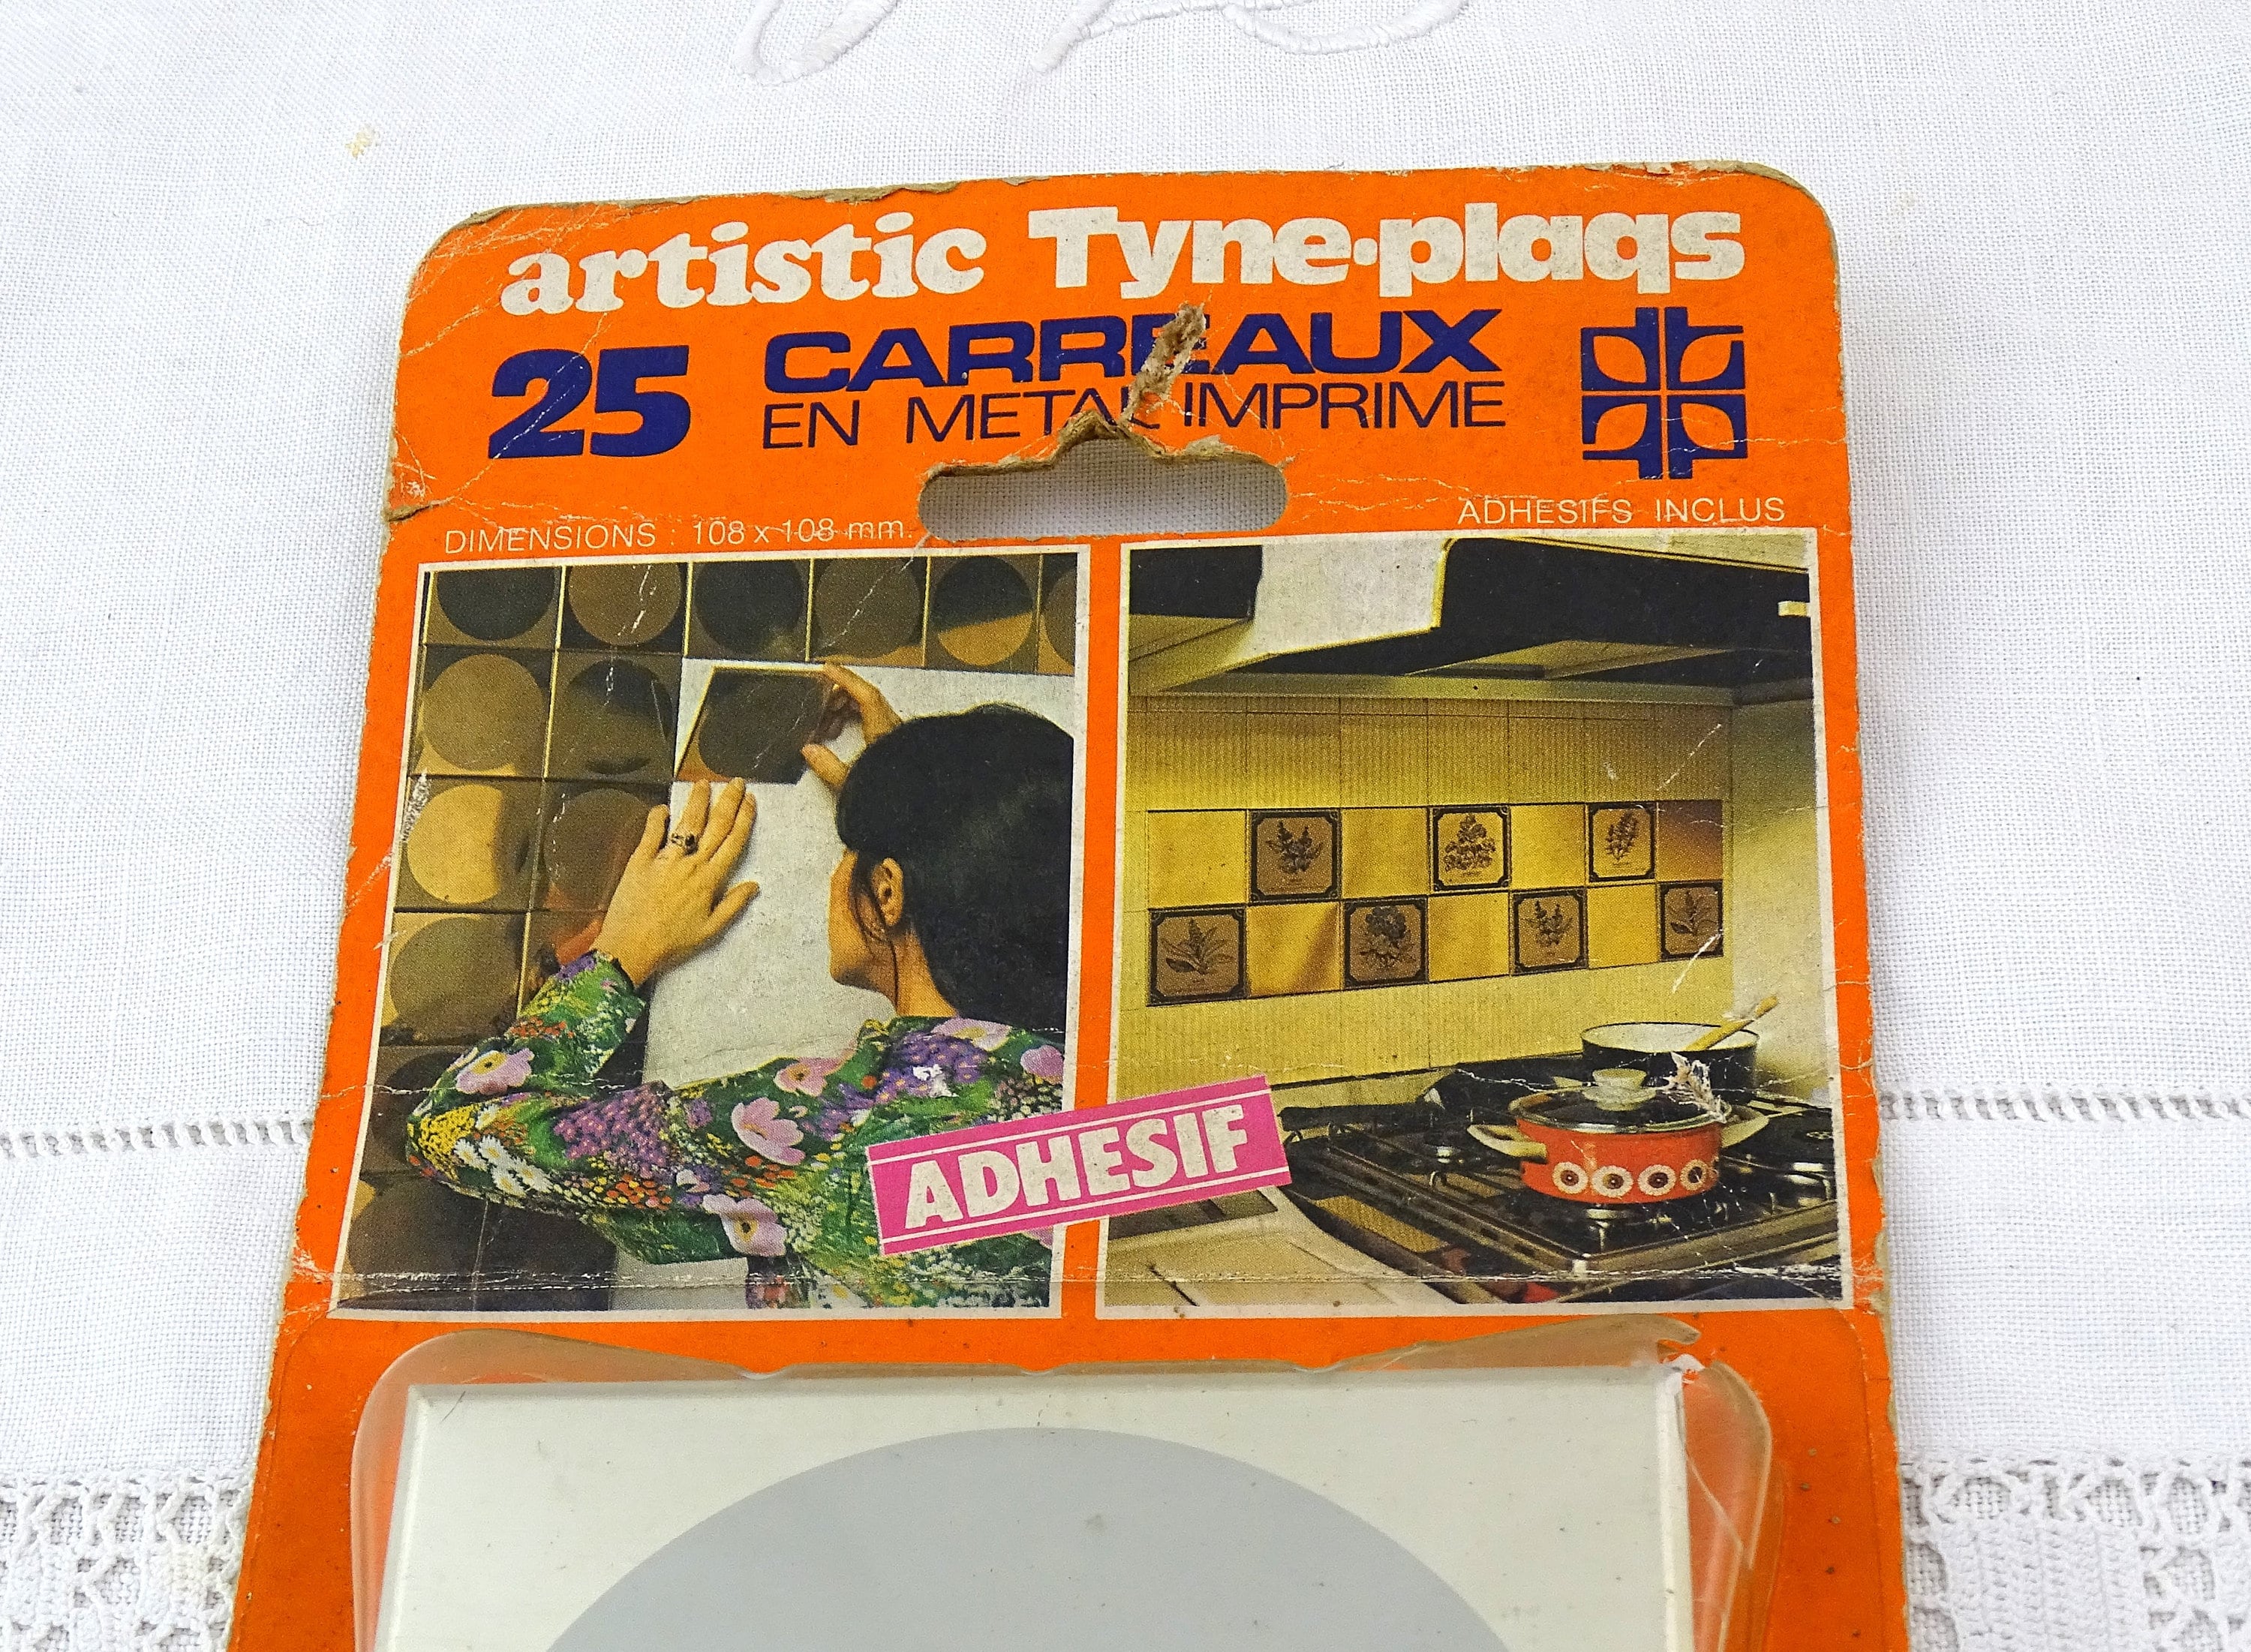 artistic Tyne-plaqs
25 CARREAUX
EN METAL IMPRIME
DIMENSIONS : 108 x 108 mm.
ADHESIFS INCLUS
ADHESIF